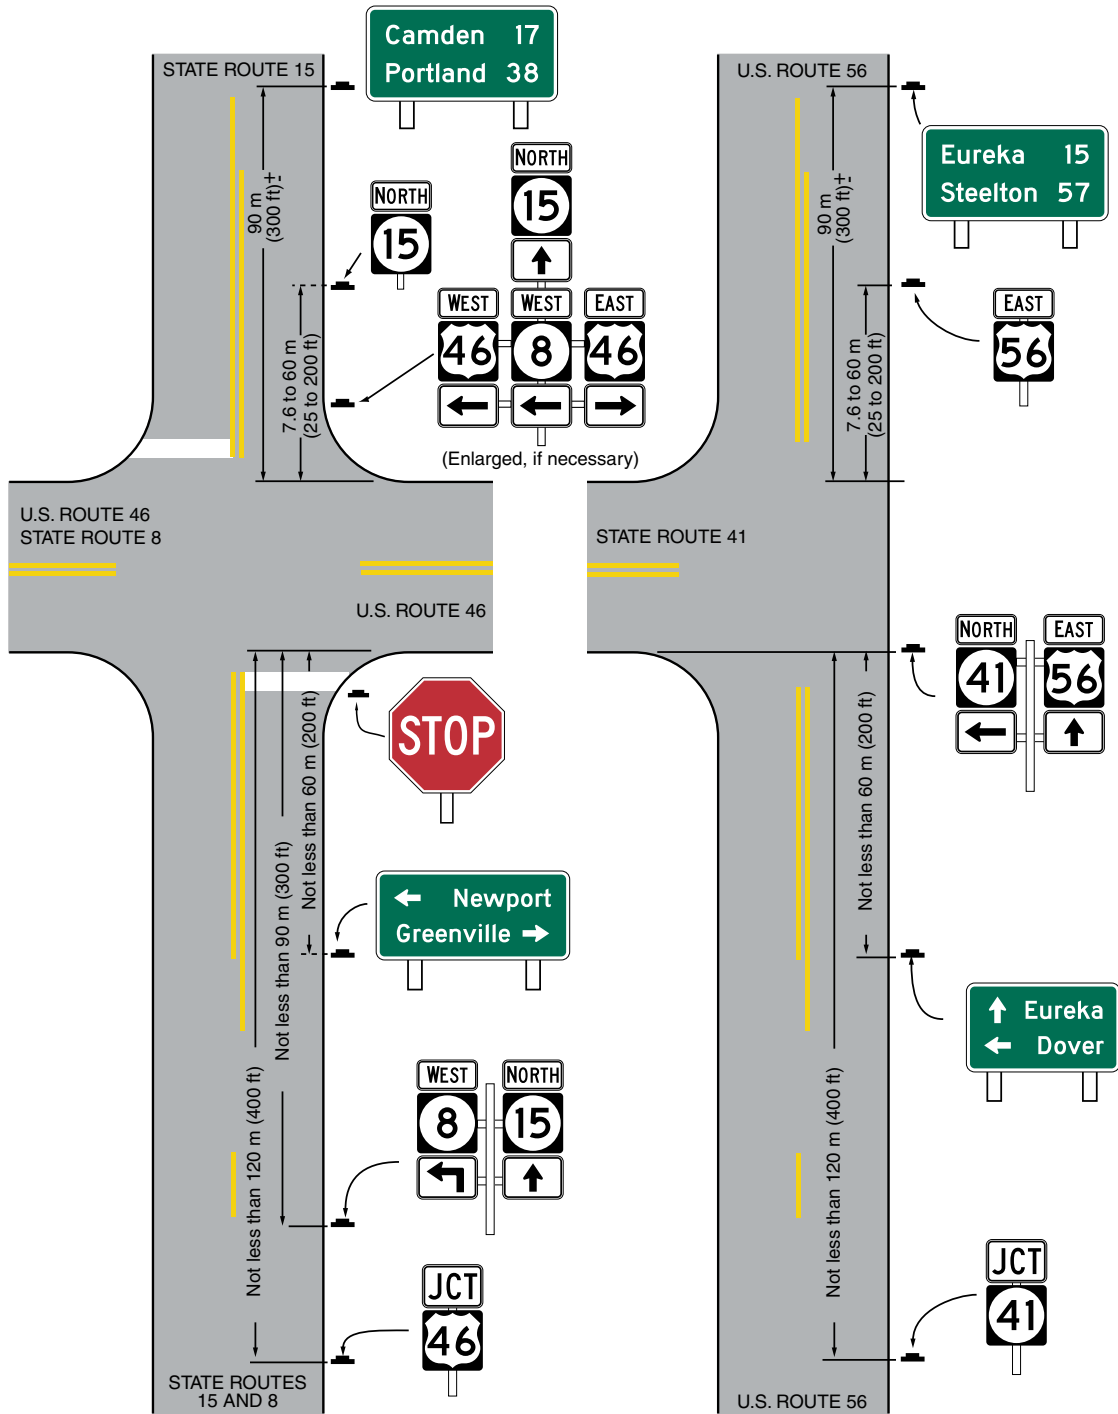 STATE ROUTE 15
Camden 17
Portland 38
90 m
(300 ft)±
NORTH
15
NORTH
15
7.6 to 60 m
(25 to 200 ft)
WEST
46
WEST
8
EAST
46
(Enlarged, if necessary)
U.S. ROUTE 46
STATE ROUTE 8
U.S. ROUTE 46
STOP
Not less than 60 m (200 ft)
Not less than 90 m (300 ft)
Not less than 120 m (400 ft)
Newport
Greenville
WEST
8
NORTH
15
JCT
46
STATE ROUTES
15 AND 8
U.S. ROUTE 56
Eureka 15
Steelton 57
90 m
(300 ft)±
EAST
56
7.6 to 60 m
(25 to 200 ft)
STATE ROUTE 41
NORTH
41
EAST
56
Not less than 60 m (200 ft)
Not less than 120 m (400 ft)
Eureka
Dover
JCT
41
U.S. ROUTE 56